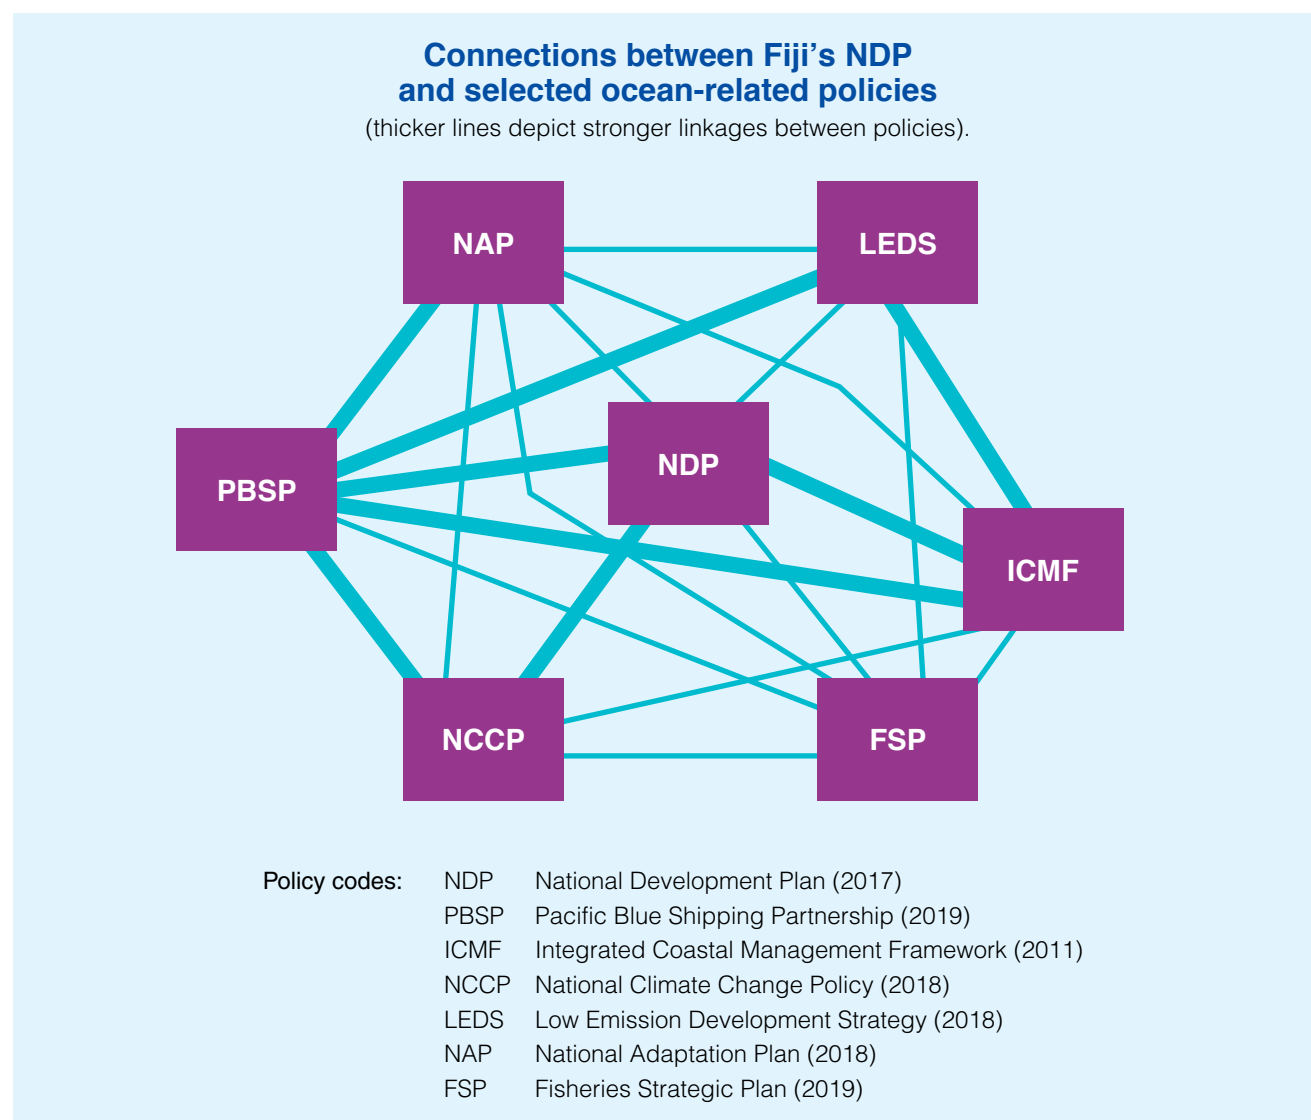 Connections between Fiji’s NDP
and selected ocean-related policies
(thicker lines depict stronger linkages between policies).
NAP
LEDS
NDP
PBSP
ICMF
NCCP
FSP
Policy codes: NDP National Development Plan (2017)
PBSP Pacific Blue Shipping Partnership (2019)
ICMF Integrated Coastal Management Framework (2011)
NCCP National Climate Change Policy (2018)
LEDS Low Emission Development Strategy (2018)
NAP National Adaptation Plan (2018)
FSP Fisheries Strategic Plan (2019)